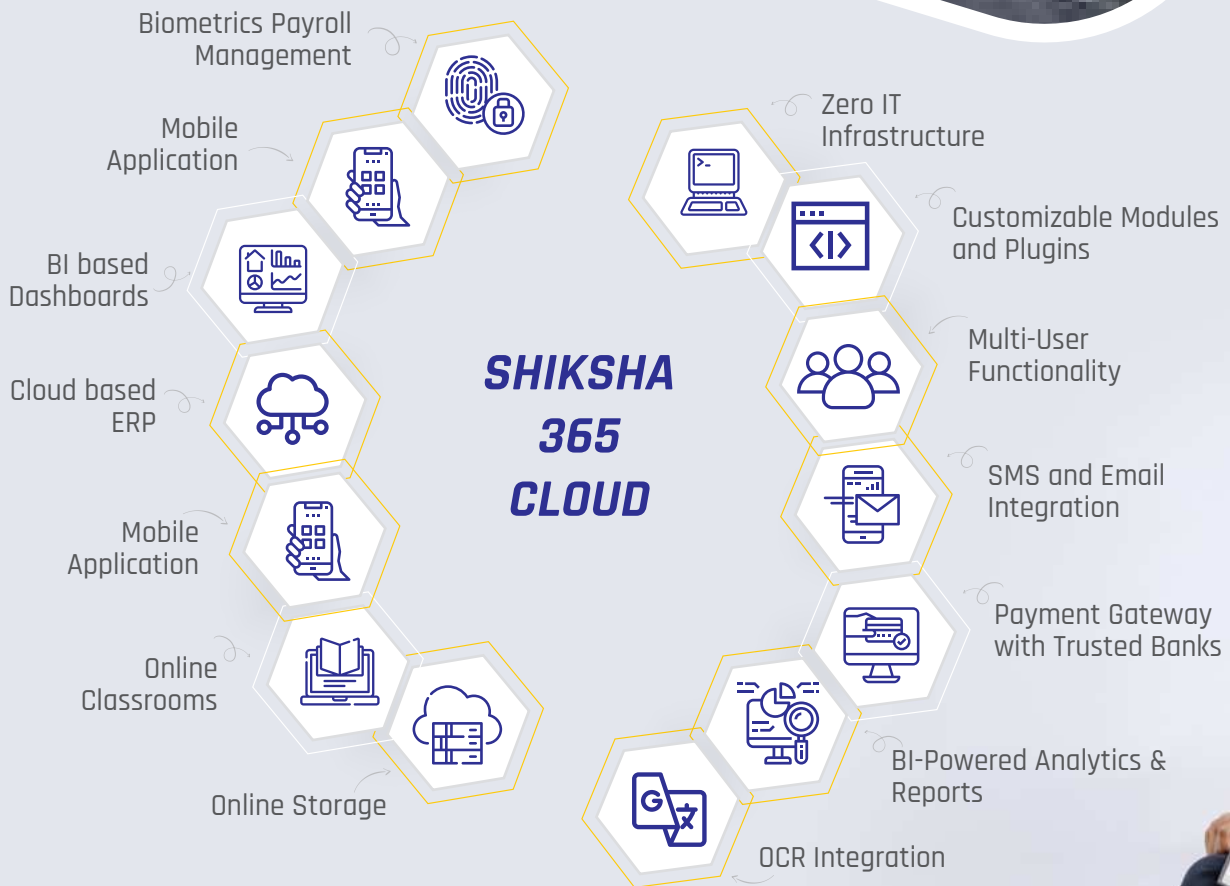 Biometrics Payroll
Management
Mobile
Application
BI based
Dashboards
Cloud based
ERP
Mobile
Application
Online
Classrooms
Online Storage
SHIKSHA
365
CLOUD
Zero IT
Infrastructure
Customizable Modules
and Plugins
Multi-User
Functionality
SMS and Email
Integration
Payment Gateway
with Trusted Banks
BI-Powered Analytics &
Reports
G
文
OCR Integration